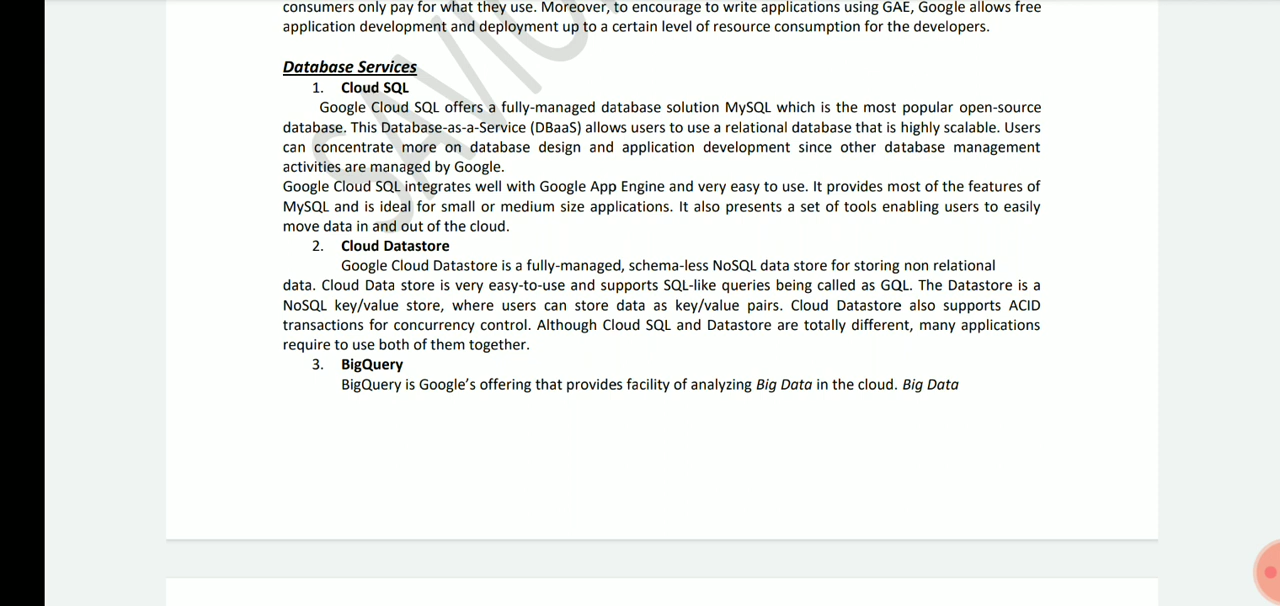 consumers only pay for what they use. Moreover, to encourage to write applications using GAE, Google allows free
application development and deployment up to a certain level of resource consumption for the developers.
Database Services
1. Cloud SQL
Google Cloud SQL offers a fully-managed database solution MySQL which is the most popular open-source
database. This Database-as-a-Service (DBaaS) allows users to use a relational database that is highly scalable. Users
can concentrate more on database design and application development since other database management
activities are managed by Google.
Google Cloud SQL integrates well with Google App Engine and very easy to use. It provides most of the features of
MySQL and is ideal for small or medium size applications. It also presents a set of tools enabling users to easily
move data in and out of the cloud.
2. Cloud Datastore
Google Cloud Datastore is a fully-managed, schema-less NoSQL data store for storing non relational
data. Cloud Data store is very easy-to-use and supports SQL-like queries being called as GQL. The Datastore is a
NoSQL key/value store, where users can store data as key/value pairs. Cloud Datastore also supports ACID
transactions for concurrency control. Although Cloud SQL and Datastore are totally different, many applications
require to use both of them together.
3. BigQuery
BigQuery is Google’s offering that provides facility of analyzing Big Data in the cloud. Big Data